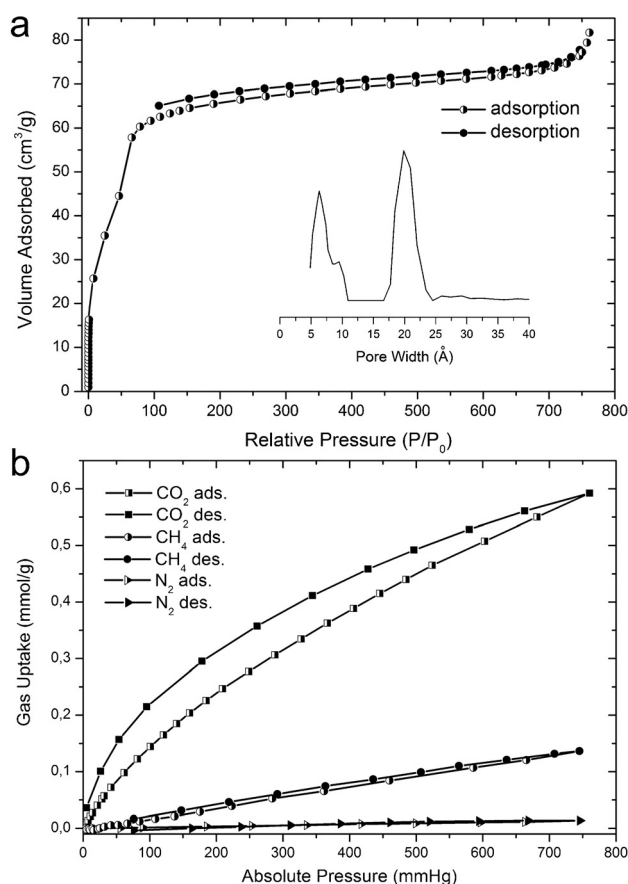 a
Volume Adsorbed (cm³/g)
80
70
60
50
40
30
20
10
0
adsorption
desorption
0 5 10 15 20 25 30 35 40
Pore Width (Å)
0 100 200 300 400 500 600 700 800
Relative Pressure (P/P₀)
b
Gas Uptake (mmol/g)
0,6
0,5
0,4
0,3
0,2
0,1
0,0
CO₂ ads.
CO₂ des.
CH₄ ads.
CH₄ des.
N₂ ads.
N₂ des.
0 100 200 300 400 500 600 700 800
Absolute Pressure (mmHg)